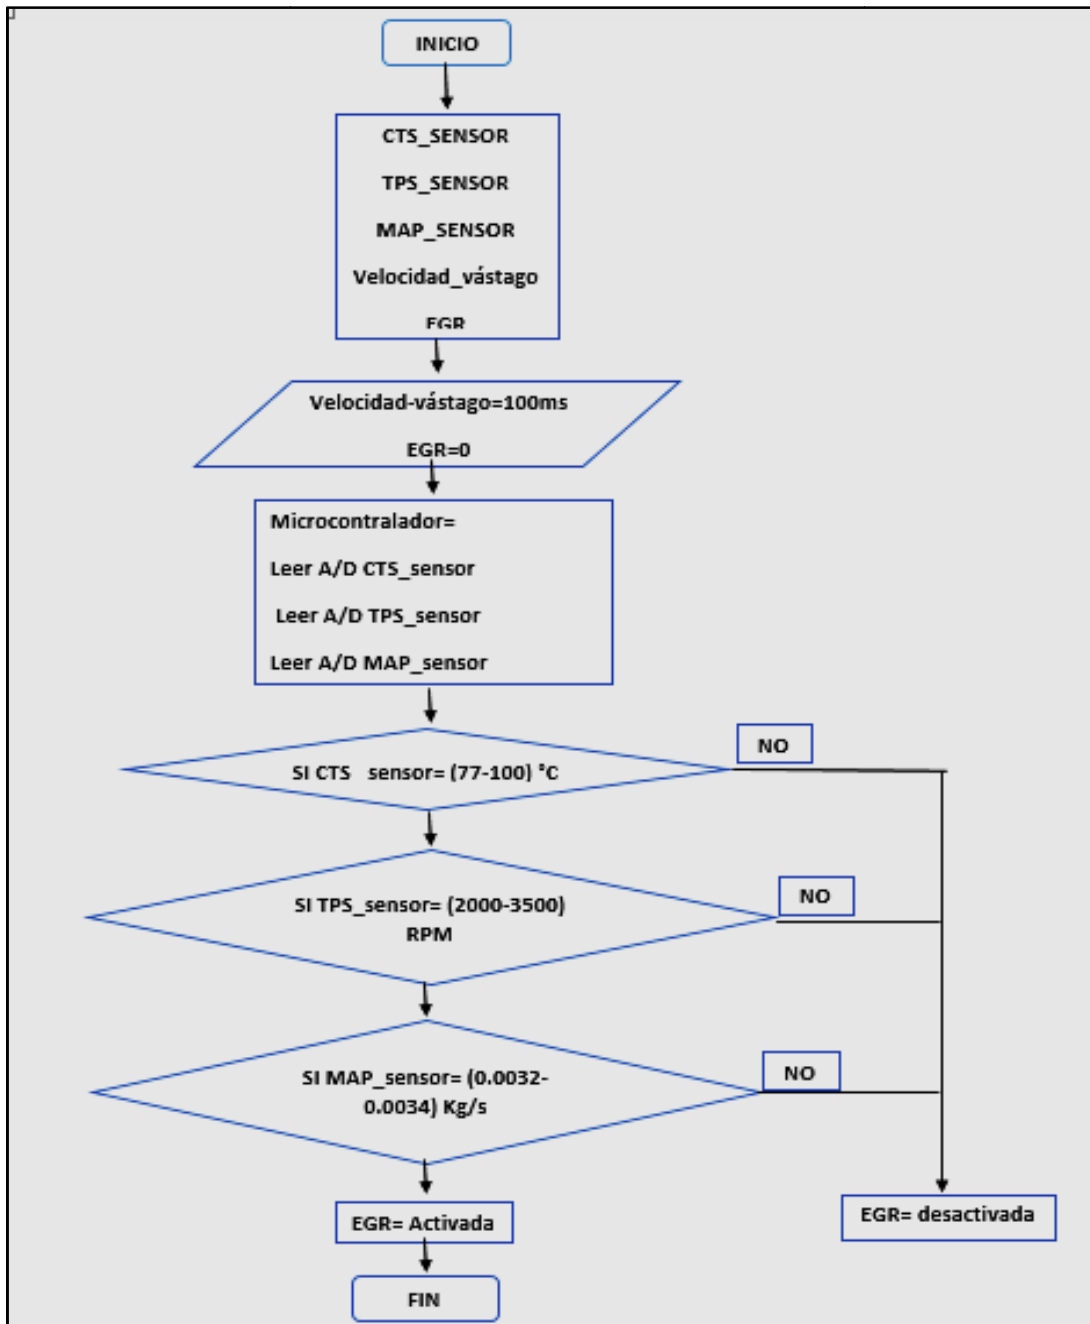 INICIO
CTS_SENSOR
TPS_SENSOR
MAP_SENSOR
Velocidad_vástago
EGR
Velocidad-vástago=100ms
EGR=0
Microcontralador=
Leer A/D CTS_sensor
Leer A/D TPS_sensor
Leer A/D MAP_sensor
SI CTS sensor= (77-100) °C
NO
SI TPS_sensor= (2000-3500)
RPM
NO
SI MAP_sensor= (0.0032-
0.0034) Kg/s
NO
EGR= Activada
EGR= desactivada
FIN